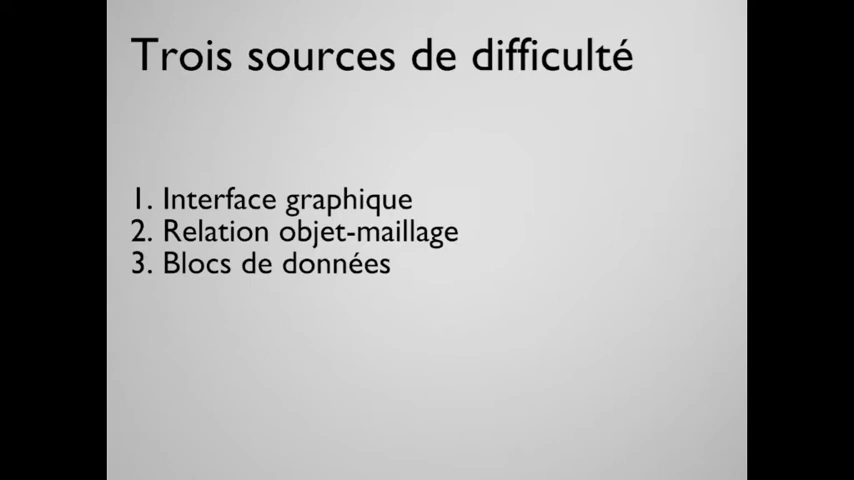 Trois sources de difficulté
1. Interface graphique
2. Relation objet-maillage
3. Blocs de données